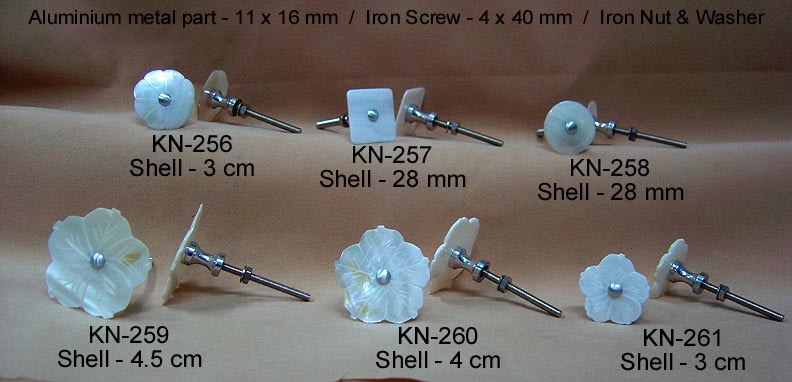 Aluminium metal part - 11 x 16 mm / Iron Screw - 4 x 40 mm / Iron Nut & Washer
KN-256
Shell - 3 cm
KN-257
Shell - 28 mm
KN-258
Shell - 28 mm
KN-259
Shell - 4.5 cm
KN-260
Shell - 4 cm
KN-261
Shell - 3 cm